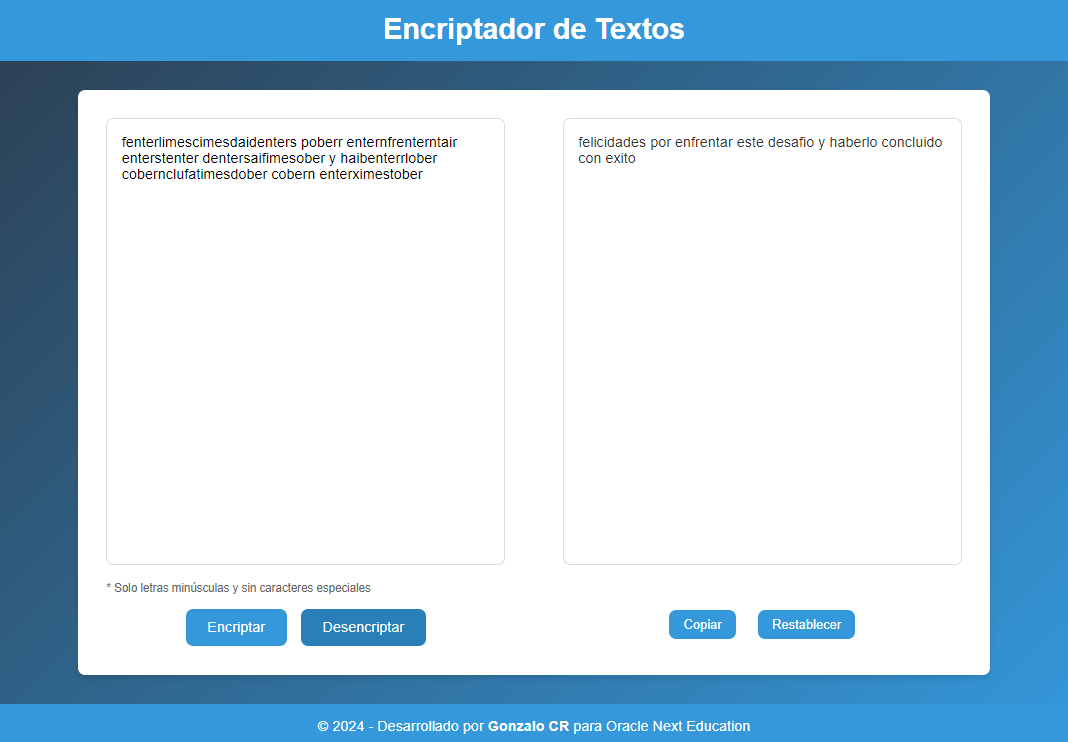 Encriptador de Textos
fenterlimescimesdaidenters poberr enternfrenterntair
enterstenter dentersaifimesober y haibenterrlober
cobernclufatimesdober cobern enterximestober
felicidades por enfrentar este desafio y haberlo concluido
con exito
* Solo letras minúsculas y sin caracteres especiales
Encriptar Desencriptar Copiar Restablecer
© 2024 - Desarrollado por Gonzalo CR para Oracle Next Education